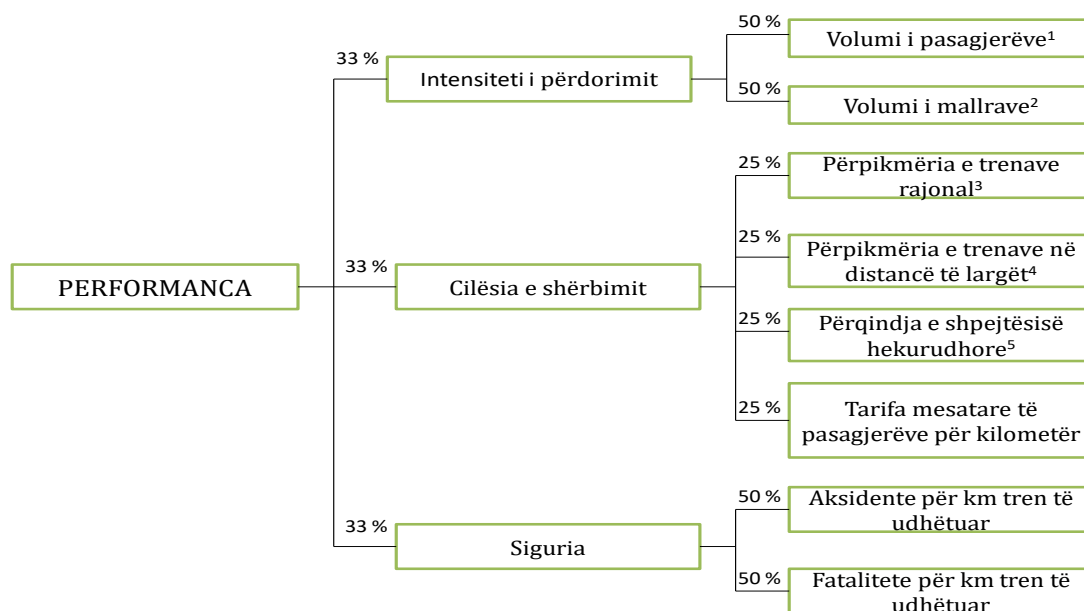 50 %
Volumi i pasagjerëve¹
33 %
Intensiteti i përdorimit
50 %
Volumi i mallrave²
25 %
Përpikmëria e trenave
rajonal³
25 %
Përpikmëria e trenave në
distancë të largët⁴
PERFORMANCA
33 %
Cilësia e shërbimit
25 %
Përqindja e shpejtësisë
hekurudhore⁵
25 %
Tarifa mesatare të
pasagjerëve për kilometër
50 %
Aksidente për km tren të
udhëtuar
33 %
Siguria
50 %
Fatalitete për km tren të
udhëtuar